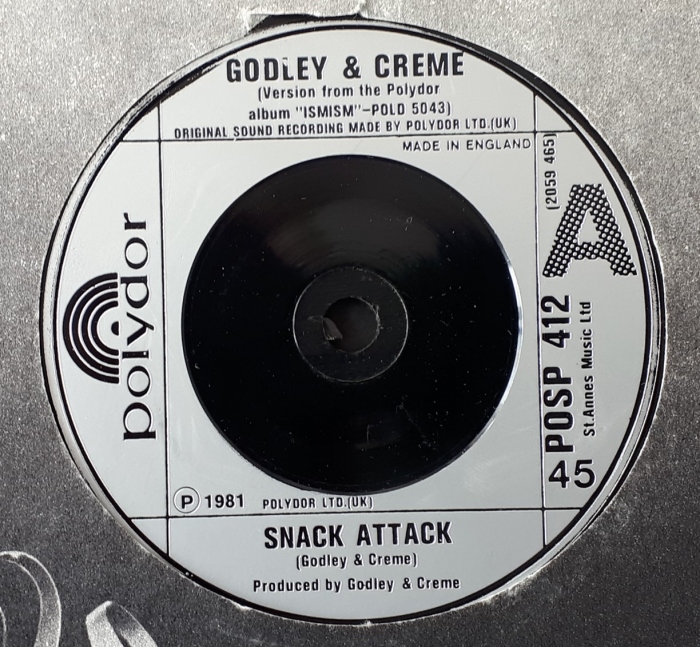 GODLEY & CREME
(Version from the Polydor
album "ISMISM"-POLD 5043)
ORIGINAL SOUND RECORDING MADE BY POLYDOR LTD.(UK)
MADE IN ENGLAND
polydor
(2059 465)
A
POSP 412
St.Annes Music Ltd
45
P 1981 POLYDOR LTD.(UK)
SNACK ATTACK
(Godley & Creme)
Produced by Godley & Creme